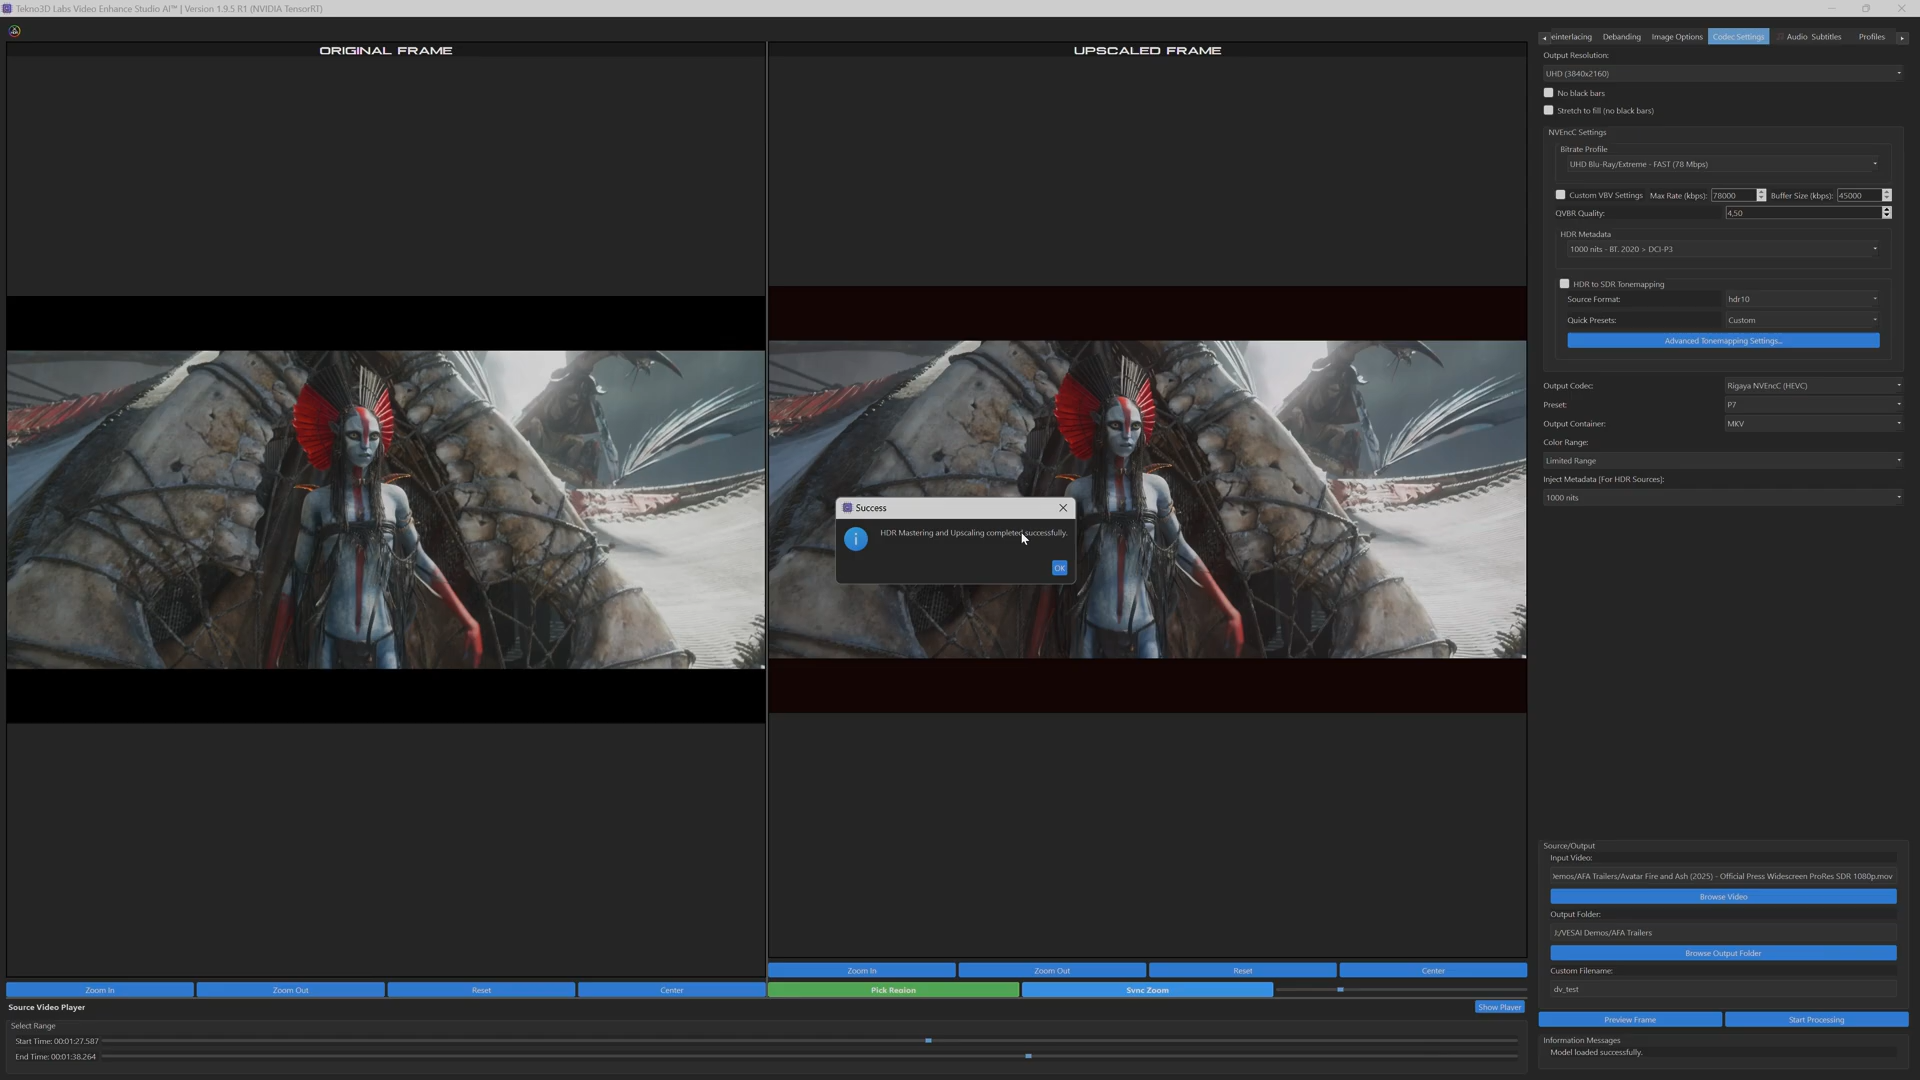 Tekno3D Labs Video Enhance Studio AI™ | Version 1.9.5 R1 (NVIDIA TensorRT)
ORIGINAL FRAME
UPSCALED FRAME
einterlacing
Debanding
Image Options
Codec Settings
Audio
Subtitles
Profiles
Output Resolution:
UHD (3840x2160)
No black bars
Stretch to fill (no black bars)
NVEncC Settings
Bitrate Profile
UHD Blu-Ray/Extreme - FAST (78 Mbps)
Custom VBV Settings Max Rate (kbps): 78000 Buffer Size (kbps): 45000
QVBR Quality: 4,50
HDR Metadata
1000 nits - BT. 2020 > DCI-P3
HDR to SDR Tonemapping
Source Format: hdr10
Quick Presets: Custom
Advanced Tonemapping Settings...
Output Codec: Rigaya NVEncC (HEVC)
Preset: P7
Output Container: MKV
Color Range:
Limited Range
Inject Metadata [For HDR Sources]:
1000 nits
Success
HDR Mastering and Upscaling completed successfully.
OK
Source/Output
Input Video:
Demos/AFA Trailers/Avatar Fire and Ash (2025) - Official Press Widescreen ProRes SDR 1080p.mov
Browse Video
Output Folder:
J:/VESAI Demos/AFA Trailers
Browse Output Folder
Custom Filename:
dv_test
Preview Frame
Start Processing
Information Messages
Model loaded successfully.
Zoom In
Zoom Out
Reset
Center
Zoom In
Zoom Out
Reset
Center
Pick Region
Sync Zoom
Source Video Player
Show Player
Select Range
Start Time: 00:01:27.587
End Time: 00:01:38.264